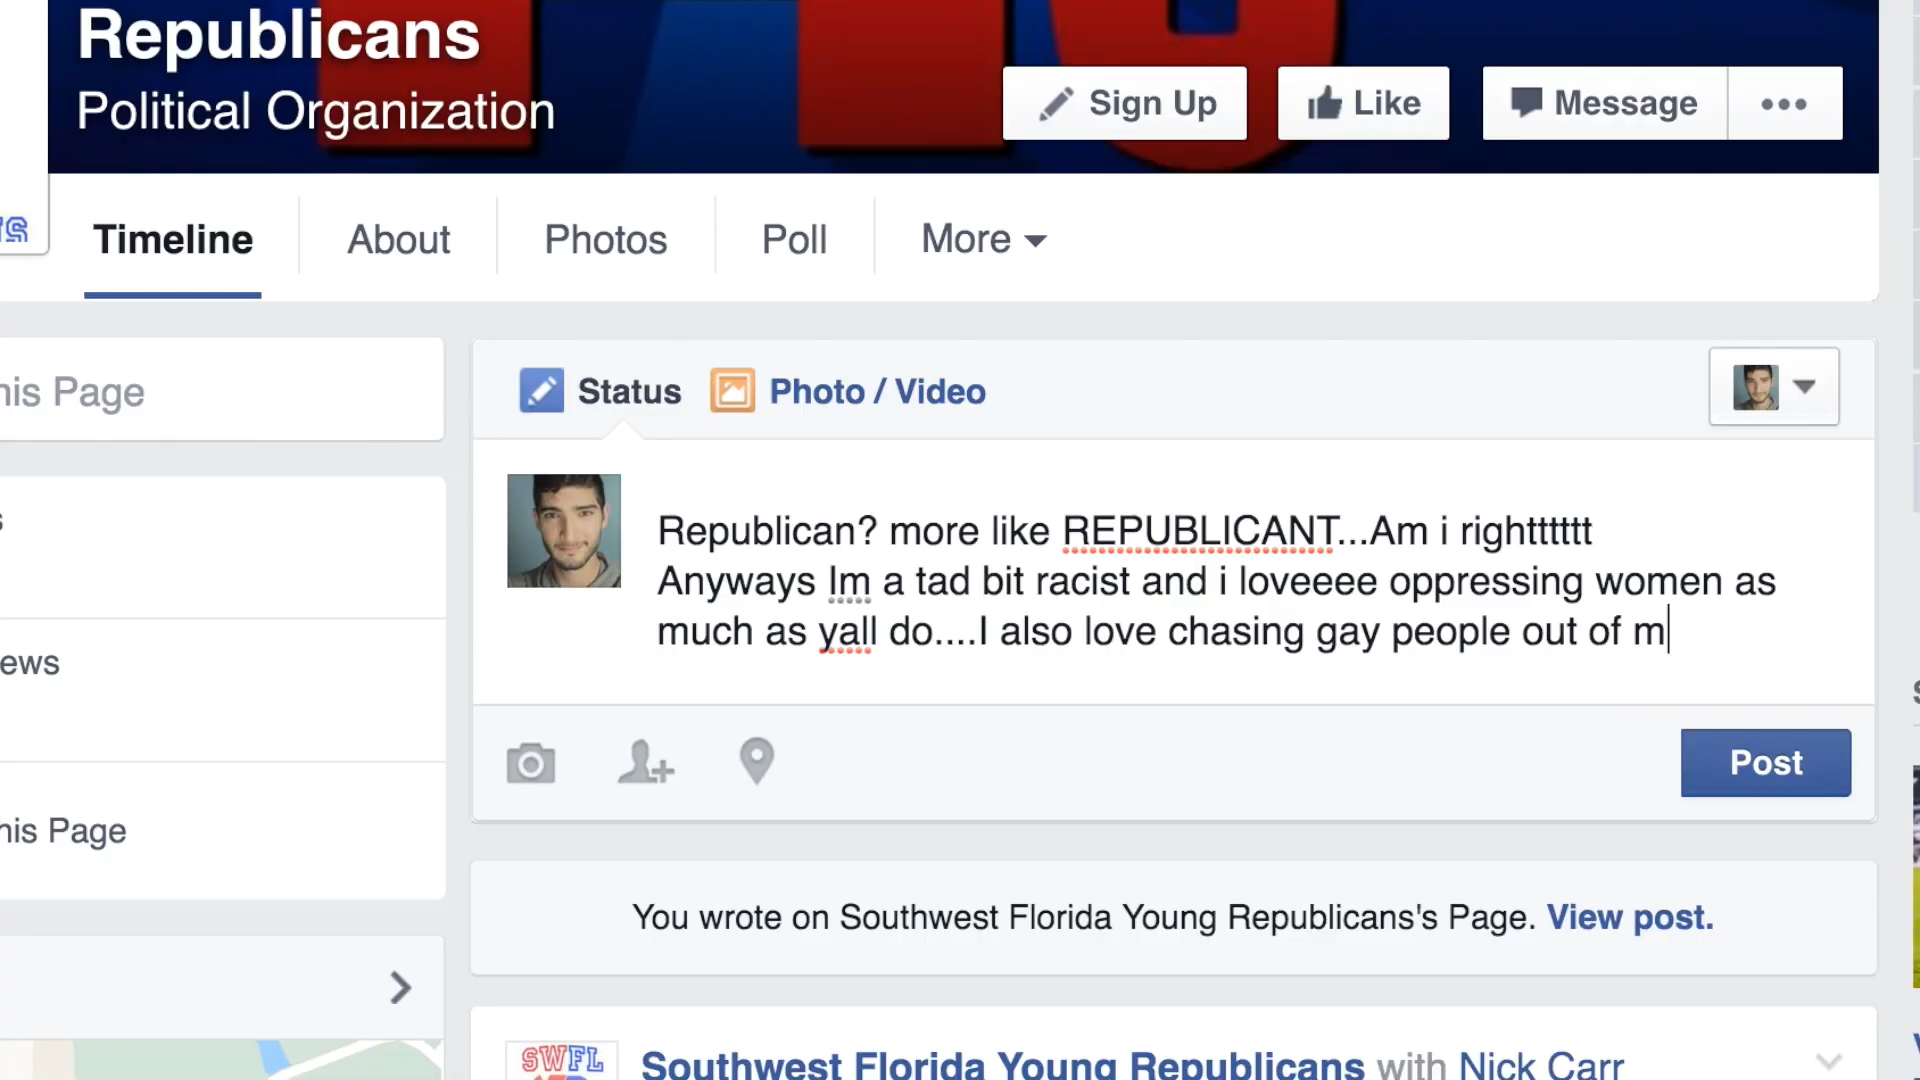 Republicans
Political Organization
Sign Up
Like
Message
Timeline
About
Photos
Poll
More
his Page
Status
Photo / Video
Republican? more like REPUBLICANT...Am i rightttttt
Anyways Im a tad bit racist and i loveeee oppressing women as
much as yall do....I also love chasing gay people out of m
ews
Post
his Page
You wrote on Southwest Florida Young Republicans's Page. View post.
SWFL
Southwest Florida Young Republicans with Nick Carr